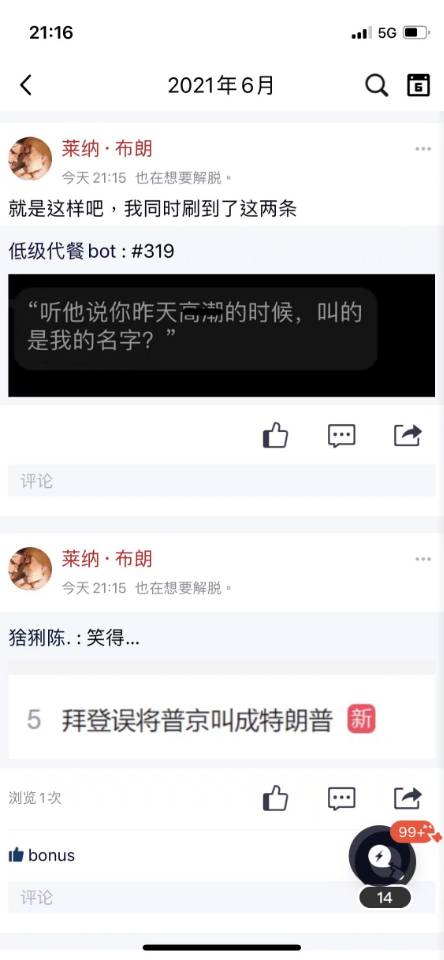 21:16
5G
2021年6月
6
莱纳·布朗
今天 21:15 也在想要解脱。
就是这样吧，我同时刷到了这两条
低级代餐bot : #319
“听他说你昨天高潮的时候，叫的
是我的名字？”
评论
莱纳·布朗
今天 21:15 也在想要解脱。
猞猁陈. : 笑得...
5 拜登误将普京叫成特朗普 新
浏览1次
99+
bonus
14
评论